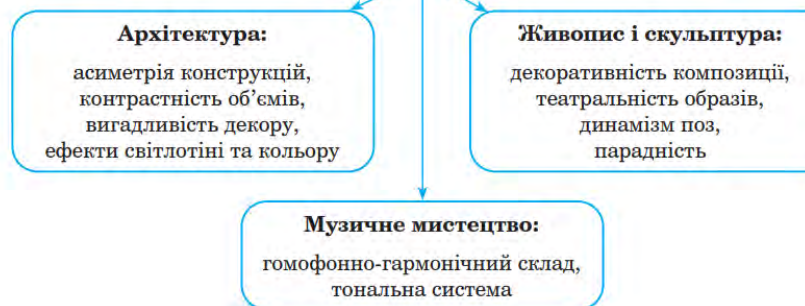 Архітектура:
асиметрія конструкцій,
контрастність об’ємів,
вигадливість декору,
ефекти світлотіні та кольору
Живопис і скульптура:
декоративність композиції,
театральність образів,
динамізм поз,
парадність
Музичне мистецтво:
гомофонно-гармонічний склад,
тональна система